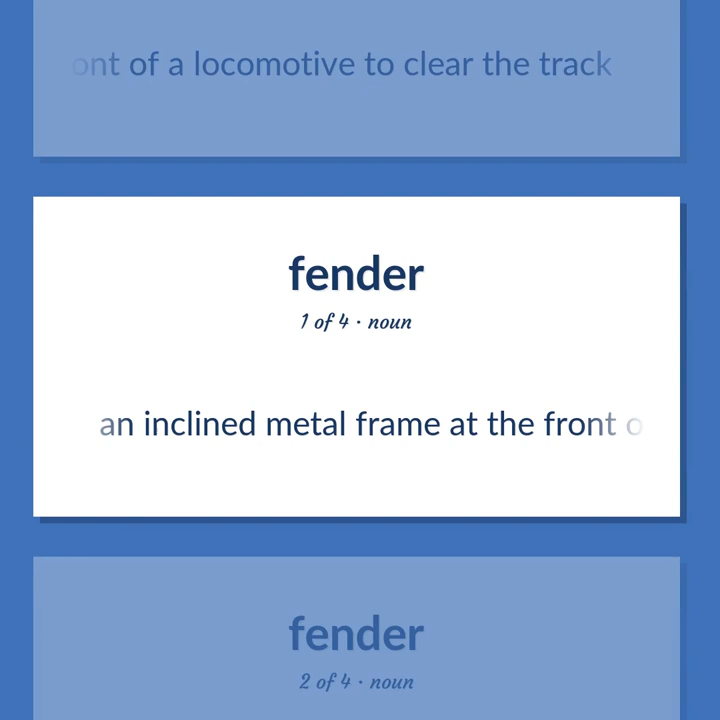 ont of a locomotive to clear the track
fender
1 of 4 · noun
an inclined metal frame at the front o
fender
2 of 4 · noun